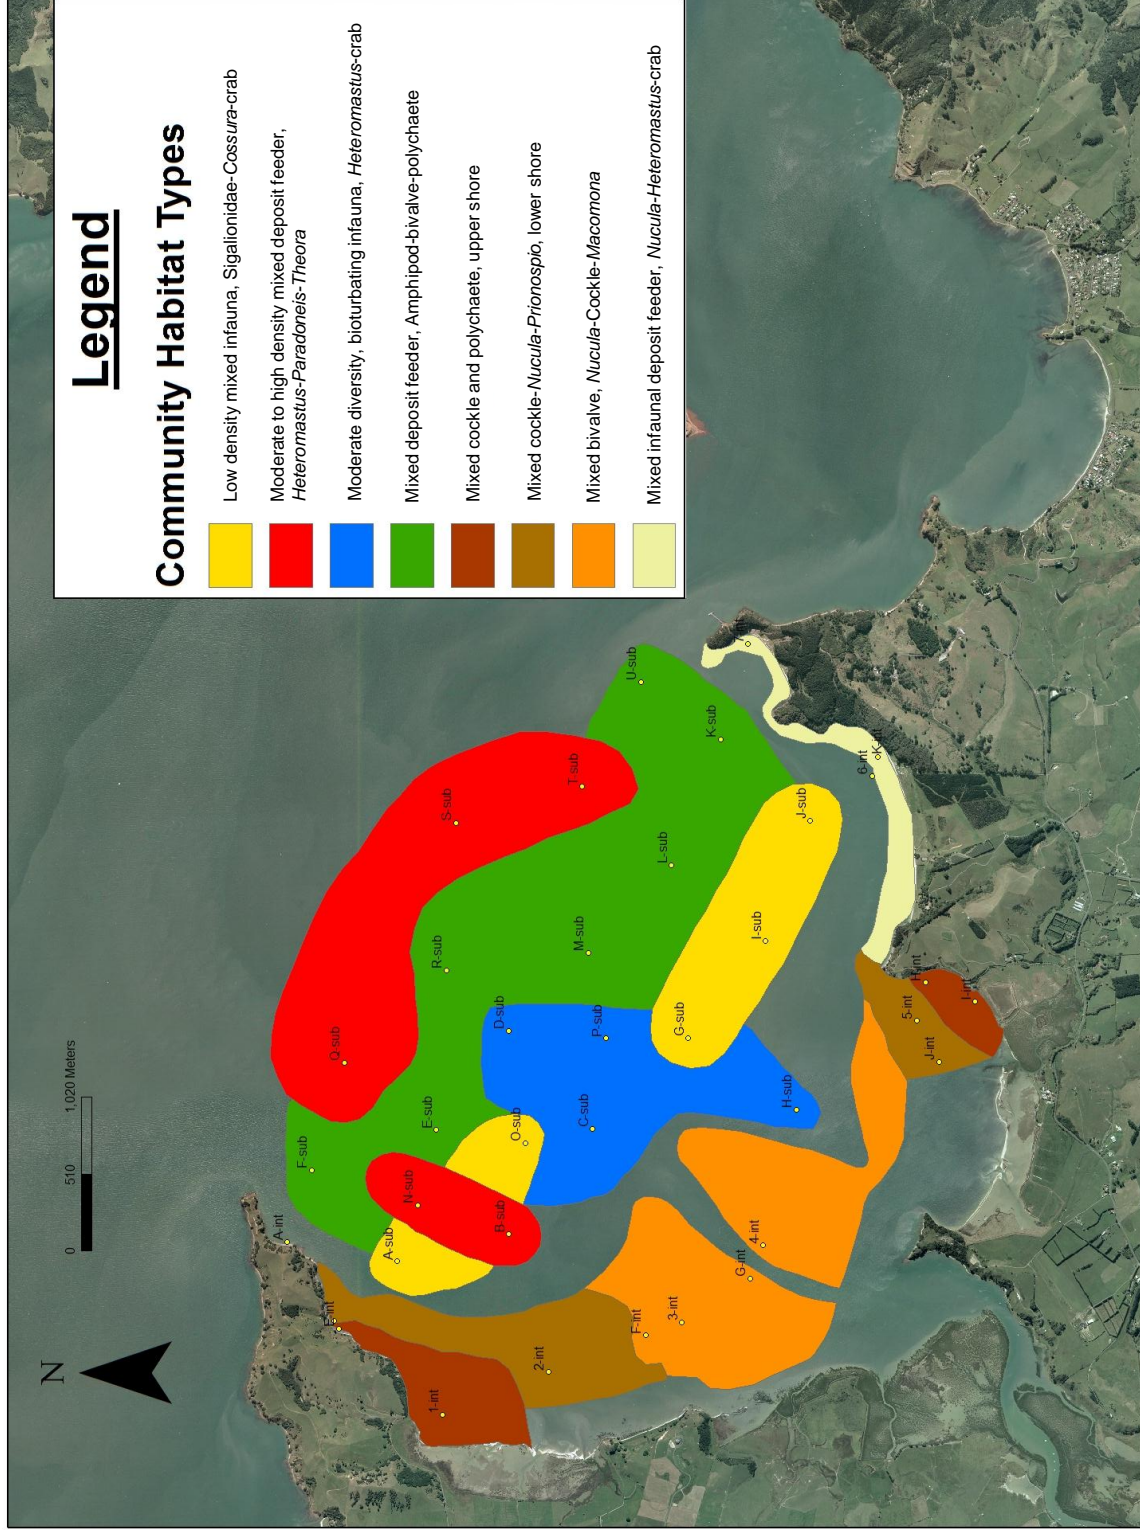 Legend
Community Habitat Types
Low density mixed infauna, Sigalionidae-Cossura-crab
Moderate to high density mixed deposit feeder,
Heteromastus-Paradoneis-Theora
Moderate diversity, bioturbating infauna, Heteromastus-crab
Mixed deposit feeder, Amphipod-bivalve-polychaete
Mixed cockle and polychaete, upper shore
Mixed cockle-Nucula-Prionospio, lower shore
Mixed bivalve, Nucula-Cockle-Macomona
Mixed infaunal deposit feeder, Nucula-Heteromastus-crab
N
0 510 1,020 Meters
A-int
F-sub
Q-sub
A-sub
N-sub
E-sub
R-sub
S-sub
1-int
B-sub
O-sub
D-sub
2-int
C-sub
P-sub
M-sub
T-sub
U-sub
F-int
3-int
G-sub
L-sub
K-sub
G-int
4-int
H-sub
I-sub
J-sub
6-int
K-int
J-int
5-int
H-int
I-int